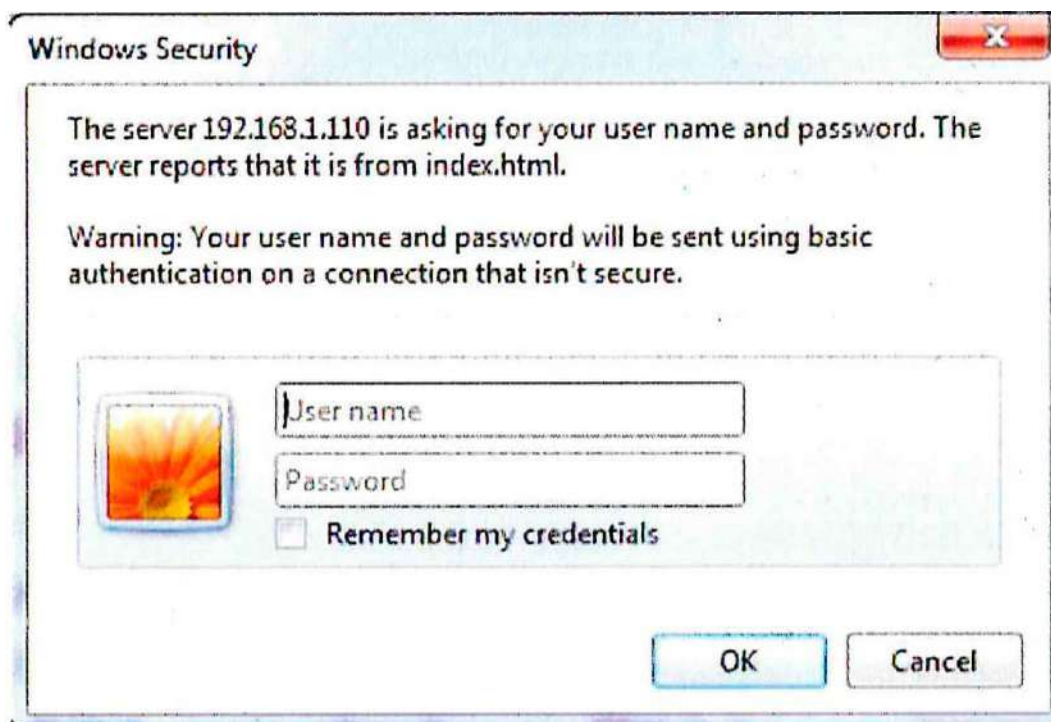 Windows Security
The server 192.168.1.110 is asking for your user name and password. The
server reports that it is from index.html.
Warning: Your user name and password will be sent using basic
authentication on a connection that isn't secure.
User name
Password
Remember my credentials
OK
Cancel